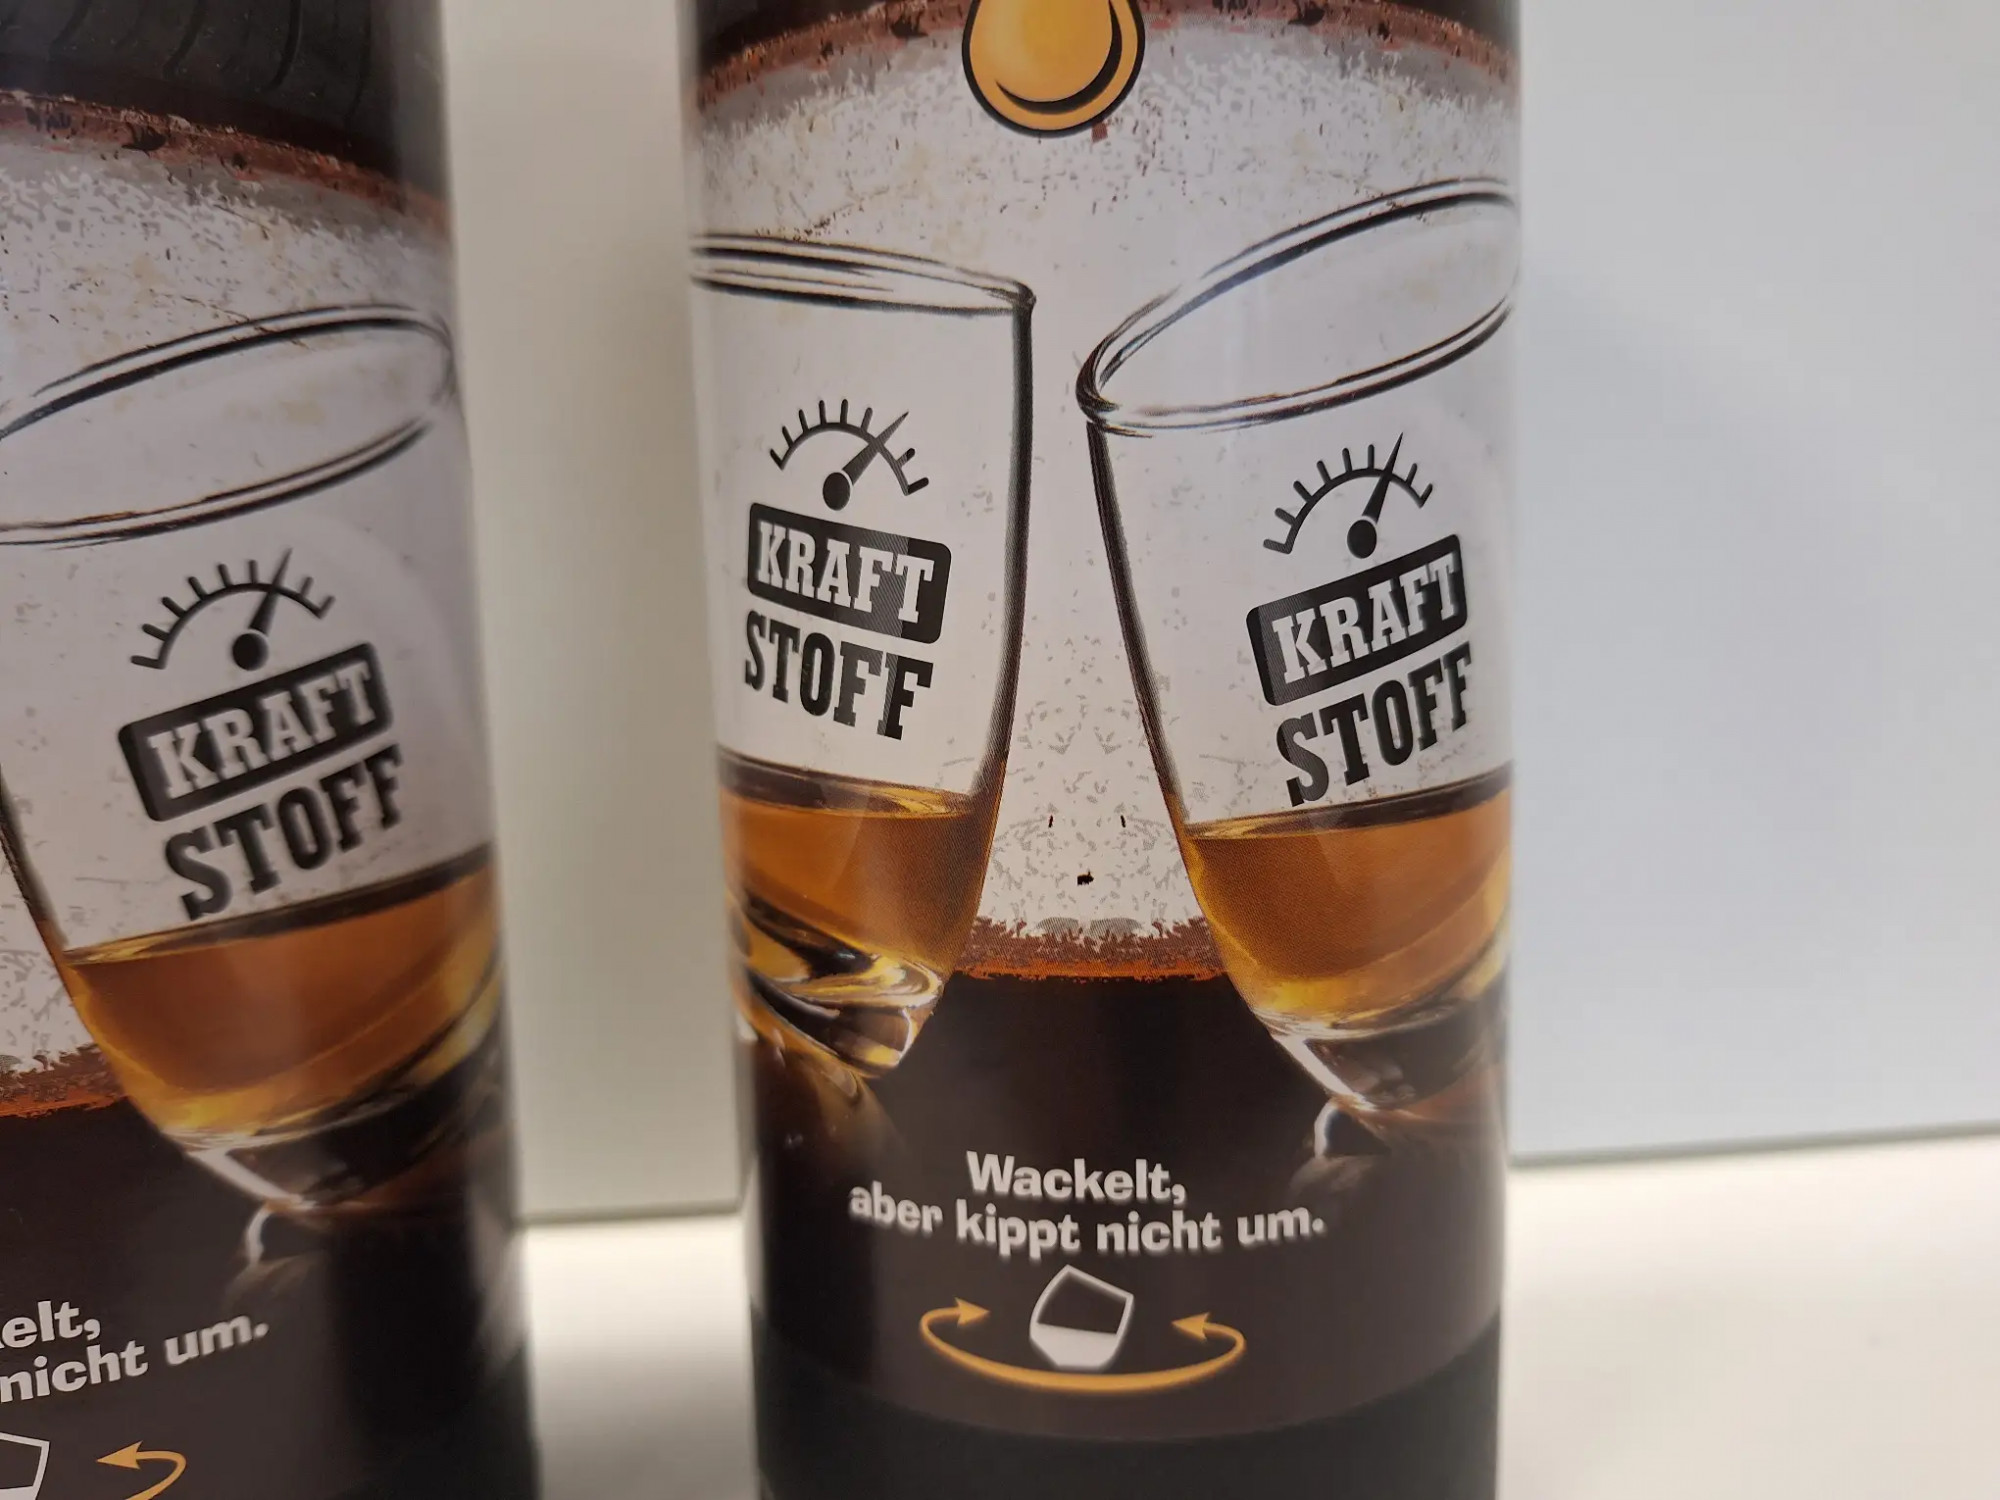 KRAFT
STOFF
elt,
nicht um.
KRAFT
STOFF
KRAFT
STOFF
Wackelt,
aber kippt nicht um.